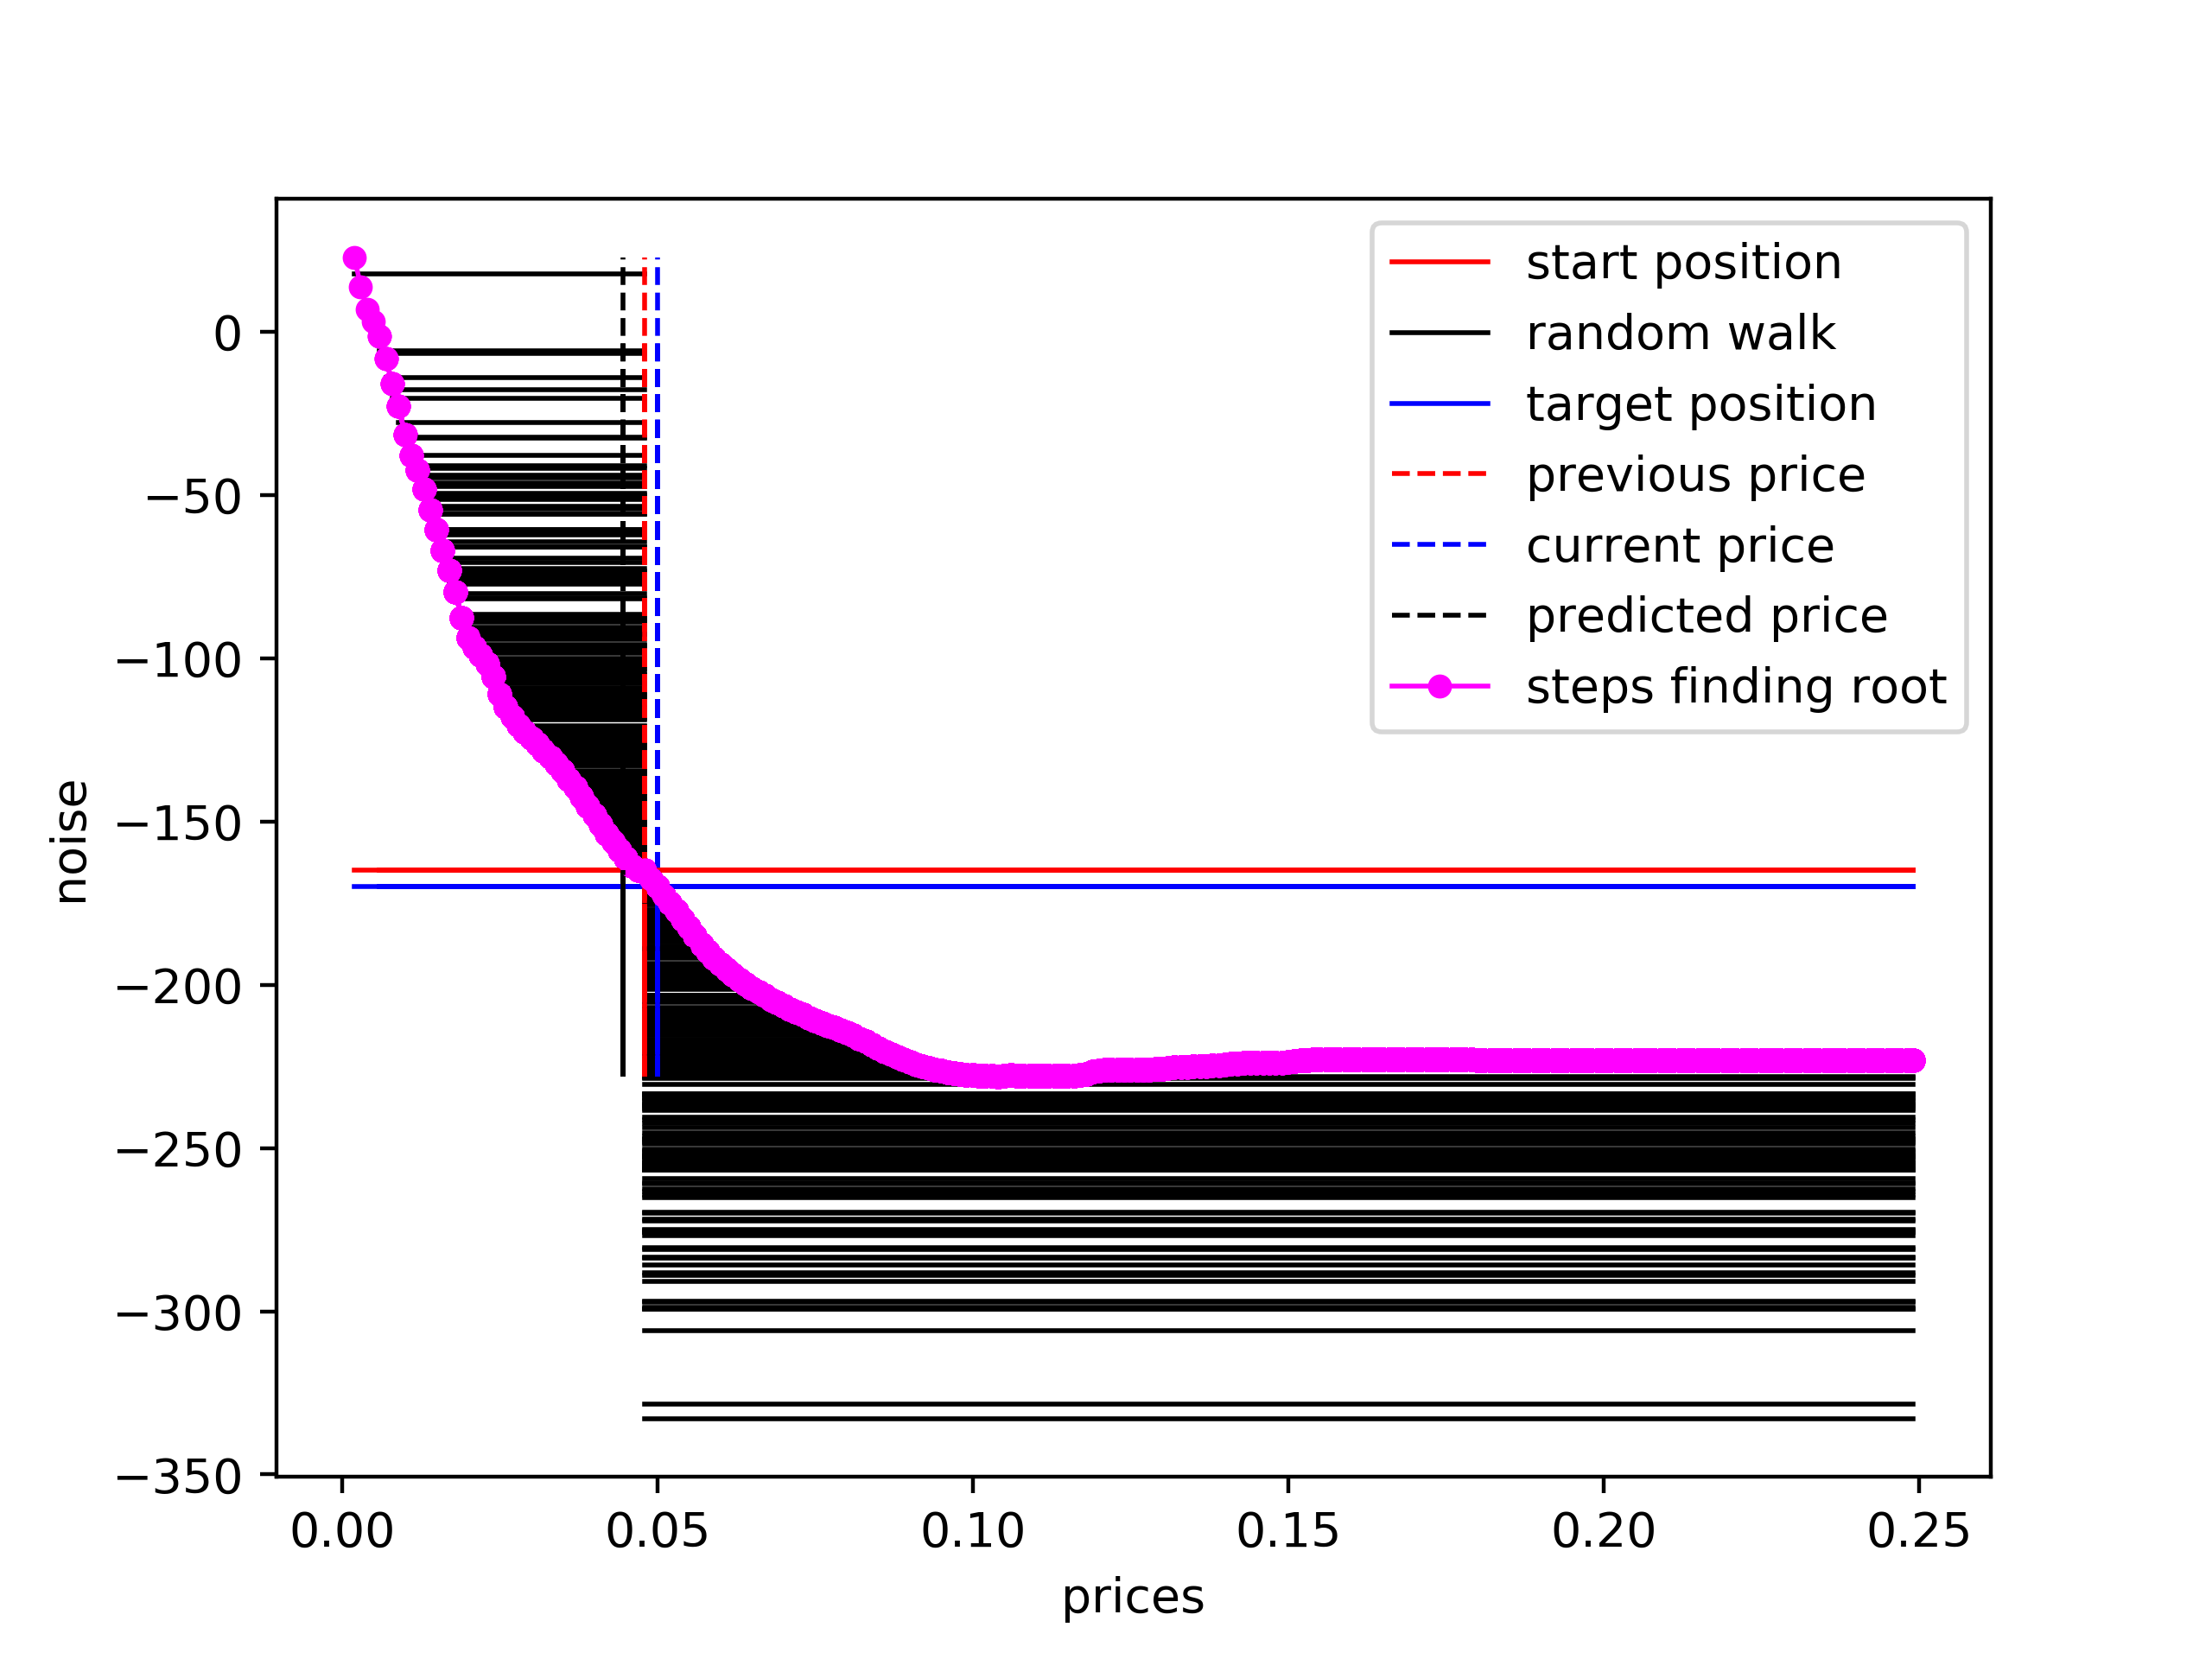 start position
random walk
target position
previous price
current price
predicted price
steps finding root
0
−50
−100
−150
−200
−250
−300
−350
noise
0.00 0.05 0.10 0.15 0.20 0.25
prices